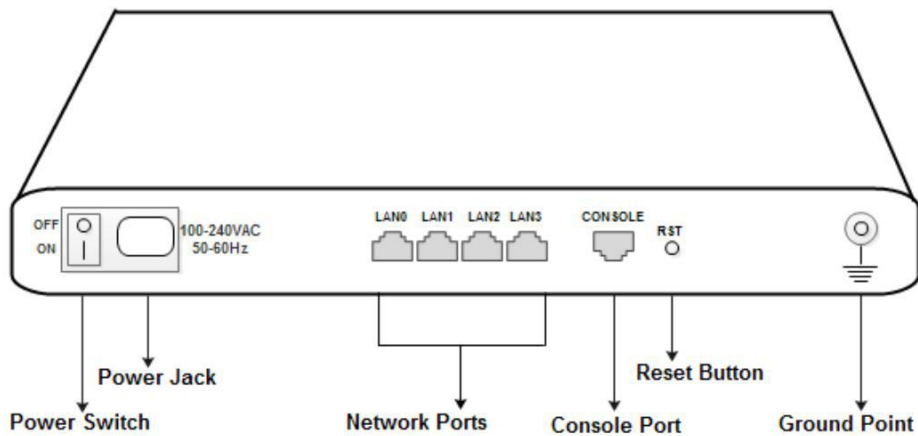 LAN0 LAN1 LAN2 LAN3 CONSOLE
OFF
ON
100-240VAC
50-60Hz
RST
Power Jack
Reset Button
Power Switch
Network Ports
Console Port
Ground Point